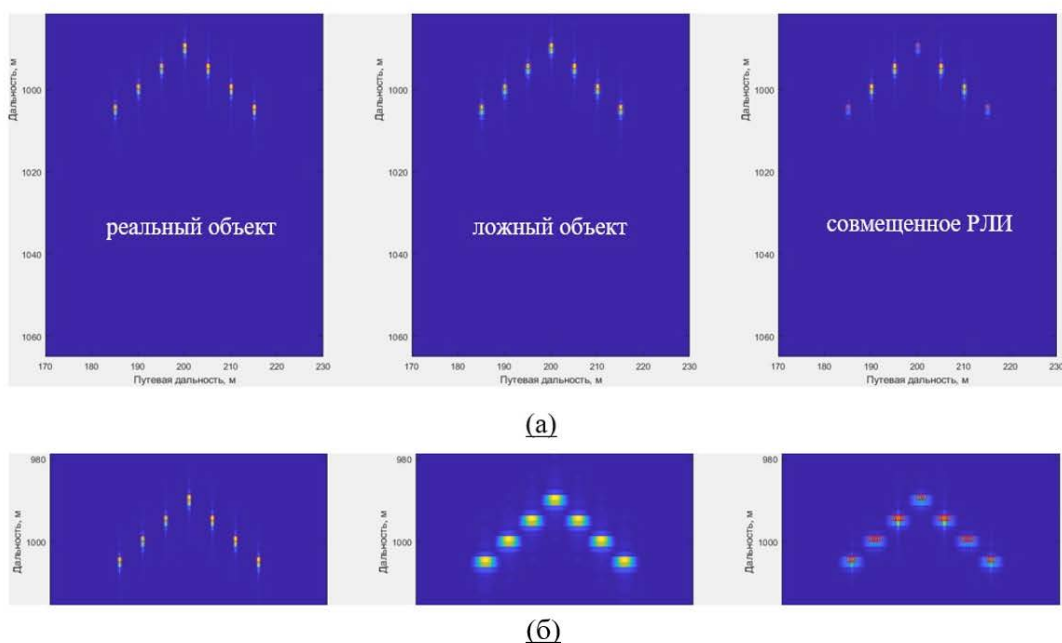 Дальность, м
1000
1020
1040
1060
реальный объект
170 180 190 200 210 220 230
Путевая дальность, м
Дальность, м
1000
1020
1040
1060
ложный объект
170 180 190 200 210 220 230
Путевая дальность, м
Дальность, м
1000
1020
1040
1060
совмещенное РЛИ
170 180 190 200 210 220 230
Путевая дальность, м
(а)
Дальность, м
980
1000
Дальность, м
980
1000
Дальность, м
980
1000
(б)